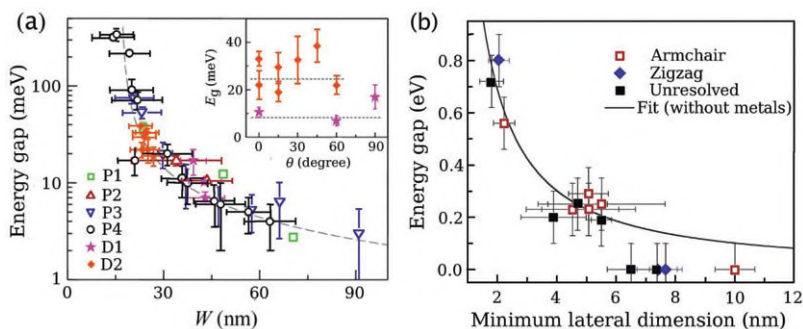 (a)
Energy gap (meV)
100
10
1
0
30
60
90
W (nm)
P1
P2
P3
P4
D1
D2
Eg (meV)
40
20
0
0
30
60
90
θ (degree)
(b)
Energy gap (eV)
0.8
0.6
0.4
0.2
0.0
2
4
6
8
10
12
Minimum lateral dimension (nm)
Armchair
Zigzag
Unresolved
Fit (without metals)